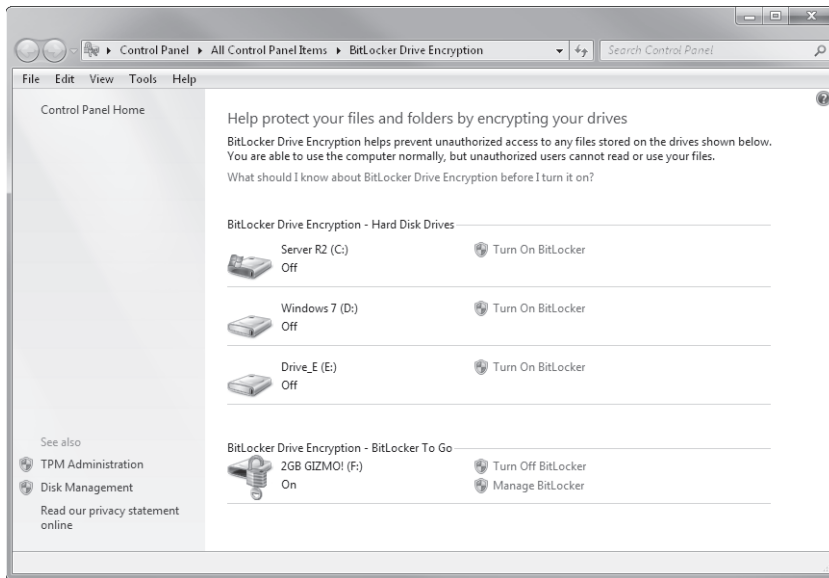 Control Panel ▸ All Control Panel Items ▸ BitLocker Drive Encryption
Search Control Panel
File Edit View Tools Help
Control Panel Home
Help protect your files and folders by encrypting your drives
BitLocker Drive Encryption helps prevent unauthorized access to any files stored on the drives shown below.
You are able to use the computer normally, but unauthorized users cannot read or use your files.
What should I know about BitLocker Drive Encryption before I turn it on?
BitLocker Drive Encryption - Hard Disk Drives
Server R2 (C:)
Off
Turn On BitLocker
Windows 7 (D:)
Off
Turn On BitLocker
Drive_E (E:)
Off
Turn On BitLocker
BitLocker Drive Encryption - BitLocker To Go
2GB GIZMO! (F:)
On
Turn Off BitLocker
Manage BitLocker
See also
TPM Administration
Disk Management
Read our privacy statement
online